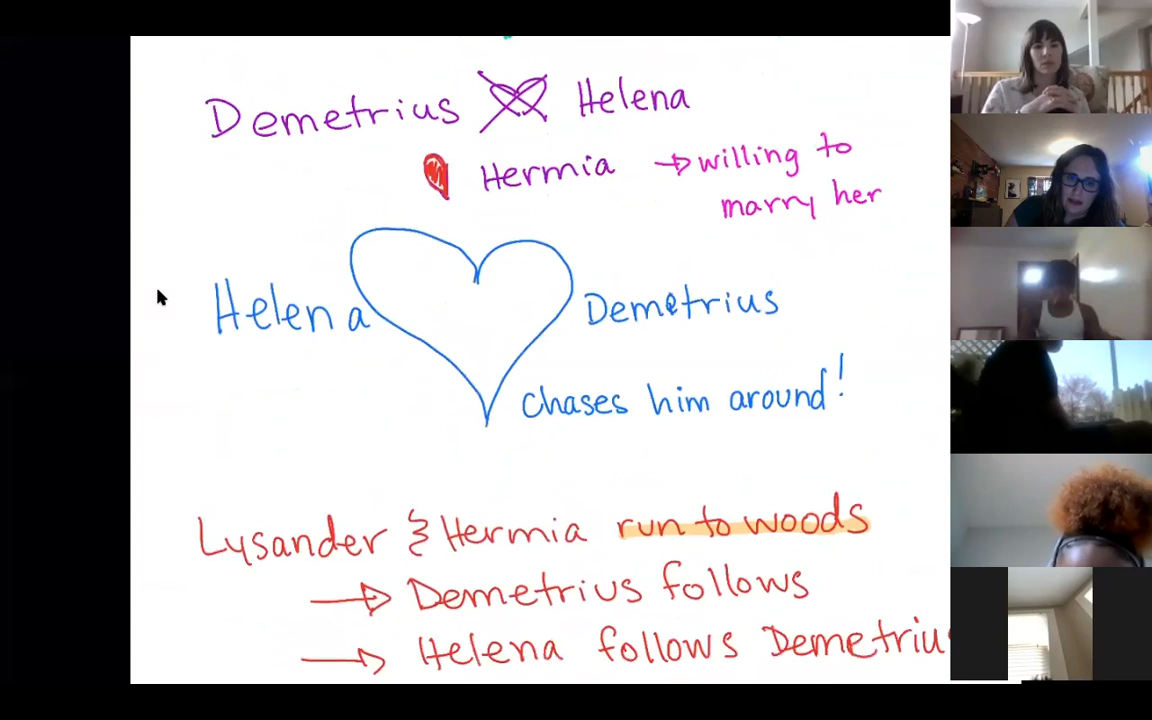 Demetrius Helena
Hermia → willing to
marry her
Helena Demetrius
chases him around!
Lysander & Hermia run to woods
→ Demetrius follows
→ Helena follows Demetrius